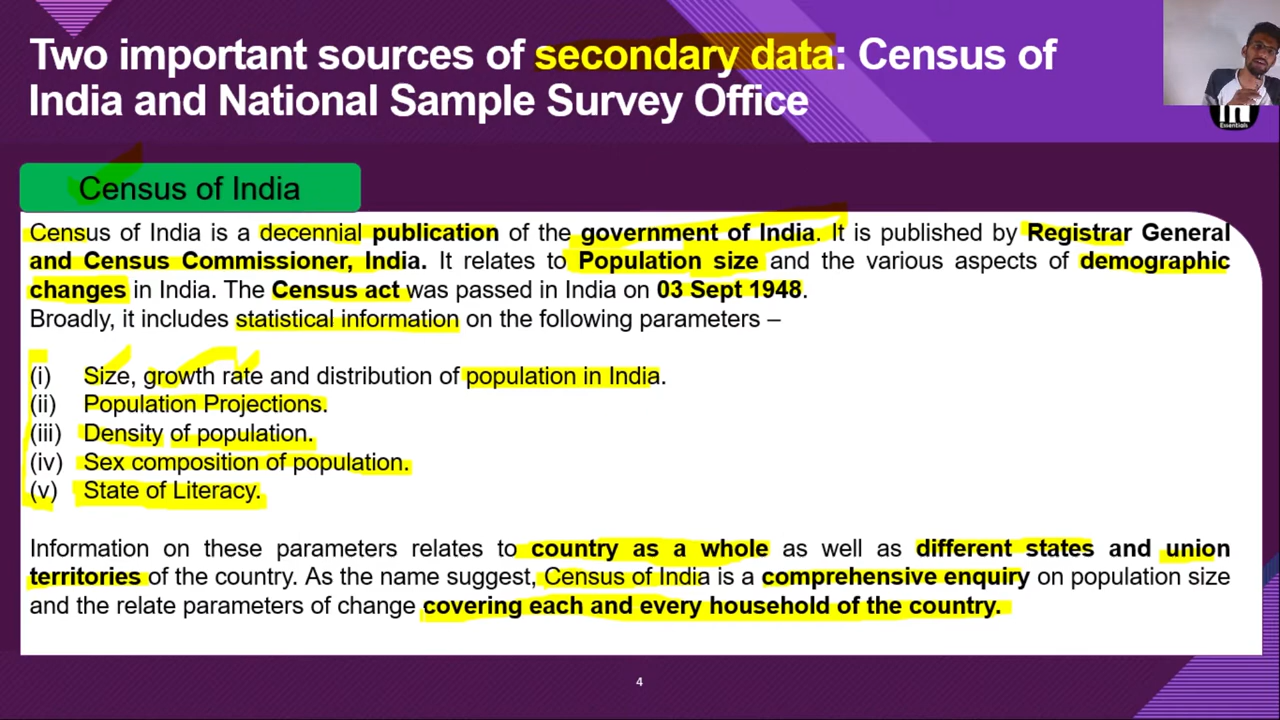 Two important sources of secondary data: Census of
India and National Sample Survey Office
Essentials
Census of India
Census of India is a decennial publication of the government of India. It is published by Registrar General
and Census Commissioner, India. It relates to Population size and the various aspects of demographic
changes in India. The Census act was passed in India on 03 Sept 1948.
Broadly, it includes statistical information on the following parameters –
(i) Size, growth rate and distribution of population in India.
(ii) Population Projections.
(iii) Density of population.
(iv) Sex composition of population.
(v) State of Literacy.
Information on these parameters relates to country as a whole as well as different states and union
territories of the country. As the name suggest, Census of India is a comprehensive enquiry on population size
and the relate parameters of change covering each and every household of the country.
4